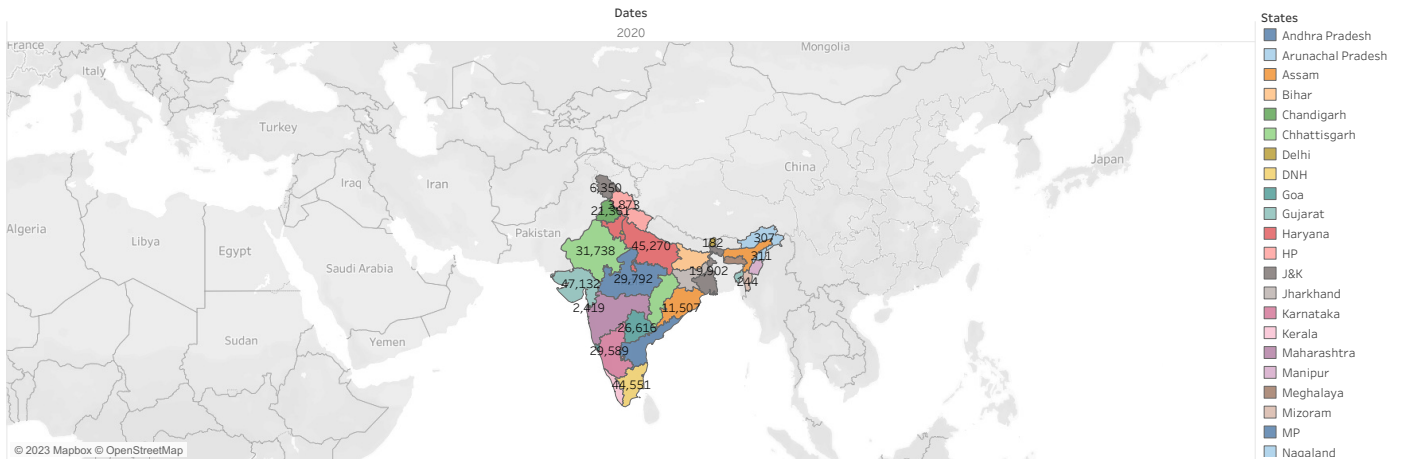 Dates
2020
France
Italy
Mongolia
Turkey
China
Japan
Iraq
Iran
Algeria
Libya
Egypt
Pakistan
Saudi Arabia
Sudan
Yemen
6,350
3,873
21,361
31,738
45,270
182
307
311
47,132
29,792
19,902
244
2,419
11,507
26,616
29,589
44,551
© 2023 Mapbox © OpenStreetMap
States
Andhra Pradesh
Arunachal Pradesh
Assam
Bihar
Chandigarh
Chhattisgarh
Delhi
DNH
Goa
Gujarat
Haryana
HP
J&K
Jharkhand
Karnataka
Kerala
Maharashtra
Manipur
Meghalaya
Mizoram
MP
Nagaland